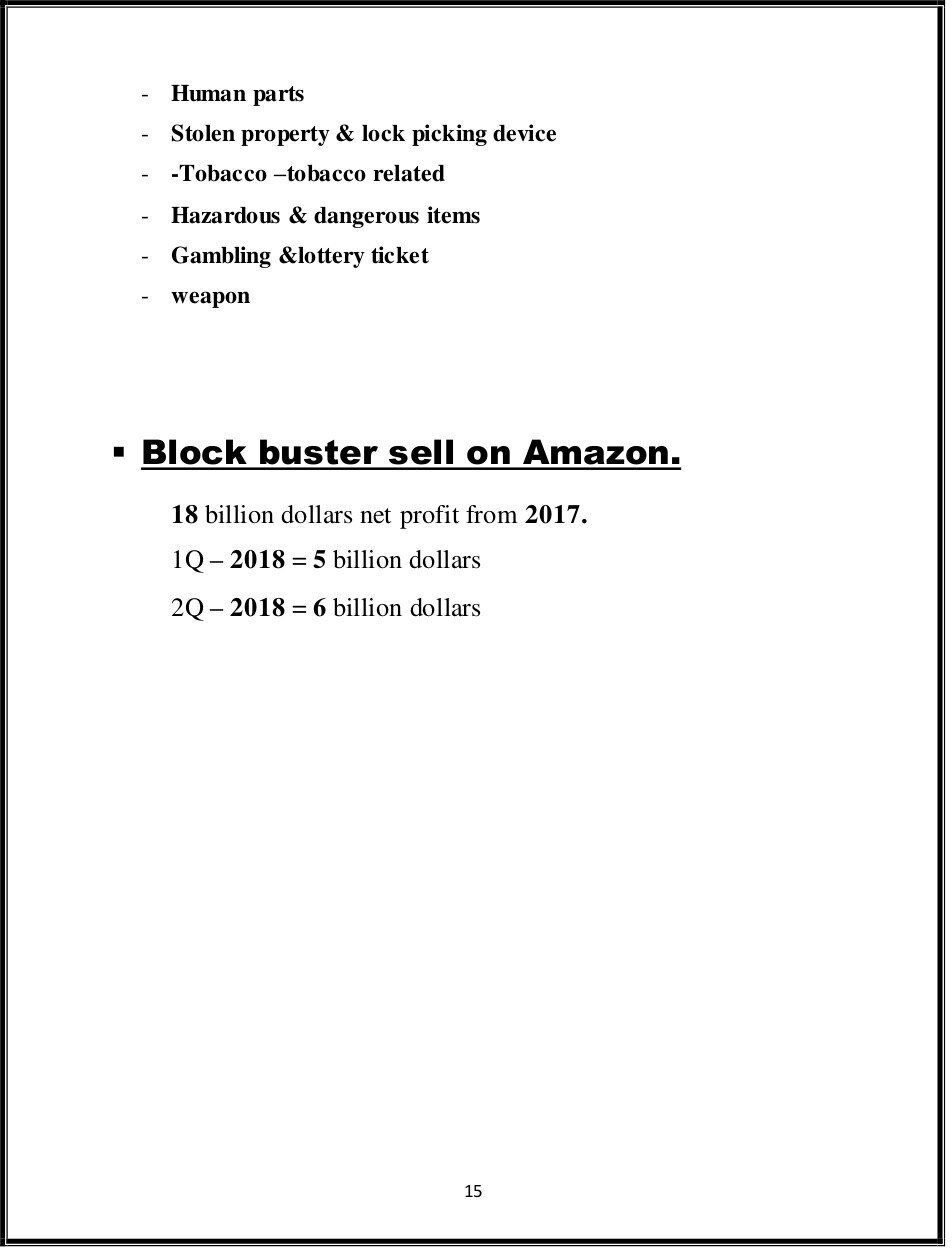 - Human parts
- Stolen property & lock picking device
- -Tobacco –tobacco related
- Hazardous & dangerous items
- Gambling &lottery ticket
- weapon
▪ Block buster sell on Amazon.
18 billion dollars net profit from 2017.
1Q – 2018 = 5 billion dollars
2Q – 2018 = 6 billion dollars
15